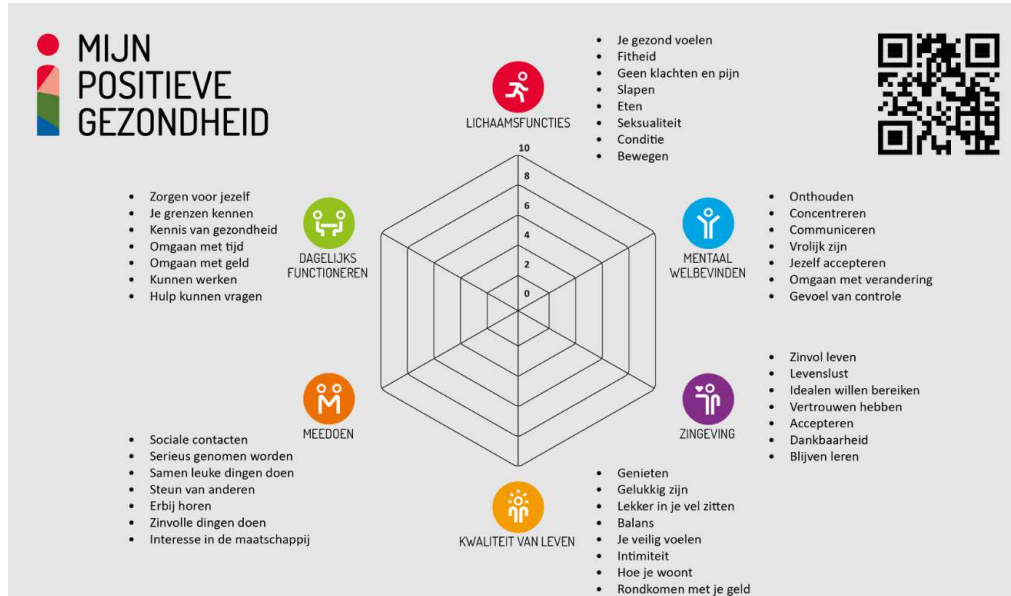 MIJN
POSITIEVE
GEZONDHEID
LICHAAMSFUNCTIES
• Je gezond voelen
• Fitheid
• Geen klachten en pijn
• Slapen
• Eten
• Seksualiteit
• Conditie
• Bewegen
10
8
6
4
2
0
• Zorgen voor jezelf
• Je grenzen kennen
• Kennis van gezondheid
• Omgaan met tijd
• Omgaan met geld
• Kunnen werken
• Hulp kunnen vragen
DAGELIJKS
FUNCTIONEREN
MENTAAL
WELBEVINDEN
• Onthouden
• Concentreren
• Communiceren
• Vrolijk zijn
• Jezelf accepteren
• Omgaan met verandering
• Gevoel van controle
MEEDOEN
• Sociale contacten
• Serieus genomen worden
• Samen leuke dingen doen
• Steun van anderen
• Erbij horen
• Zinvolle dingen doen
• Interesse in de maatschappij
ZINGEVING
• Zinvol leven
• Levenslust
• Idealen willen bereiken
• Vertrouwen hebben
• Accepteren
• Dankbaarheid
• Blijven leren
KWALITEIT VAN LEVEN
• Genieten
• Gelukkig zijn
• Lekker in je vel zitten
• Balans
• Je veilig voelen
• Intimiteit
• Hoe je woont
• Rondkomen met je geld